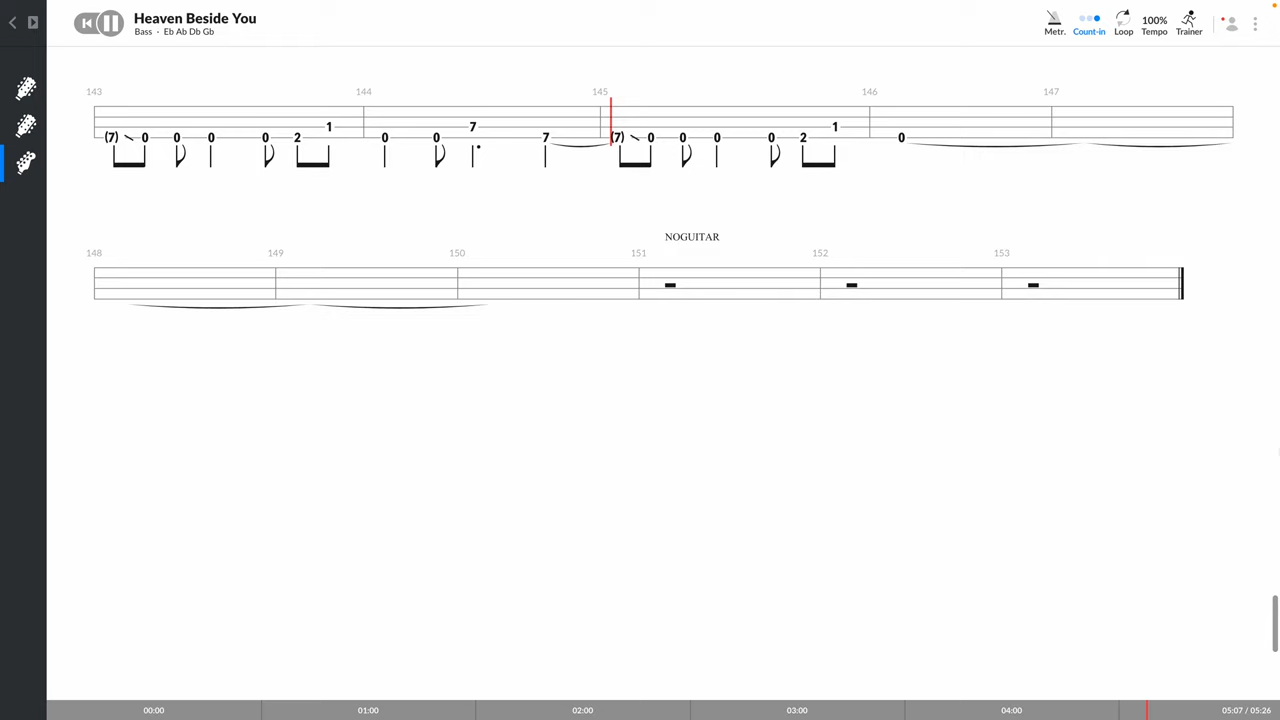 Heaven Beside You
Bass · Eb Ab Db Gb
Metr. Count-in Loop 100% Tempo Trainer
143 144 145 146 147
1 7 1
(7) 0 0 0 0 2 0 0 7 (7) 0 0 0 0 2 0
NOGUITAR
148 149 150 151 152 153
00:00 01:00 02:00 03:00 04:00 05:07 / 05:26